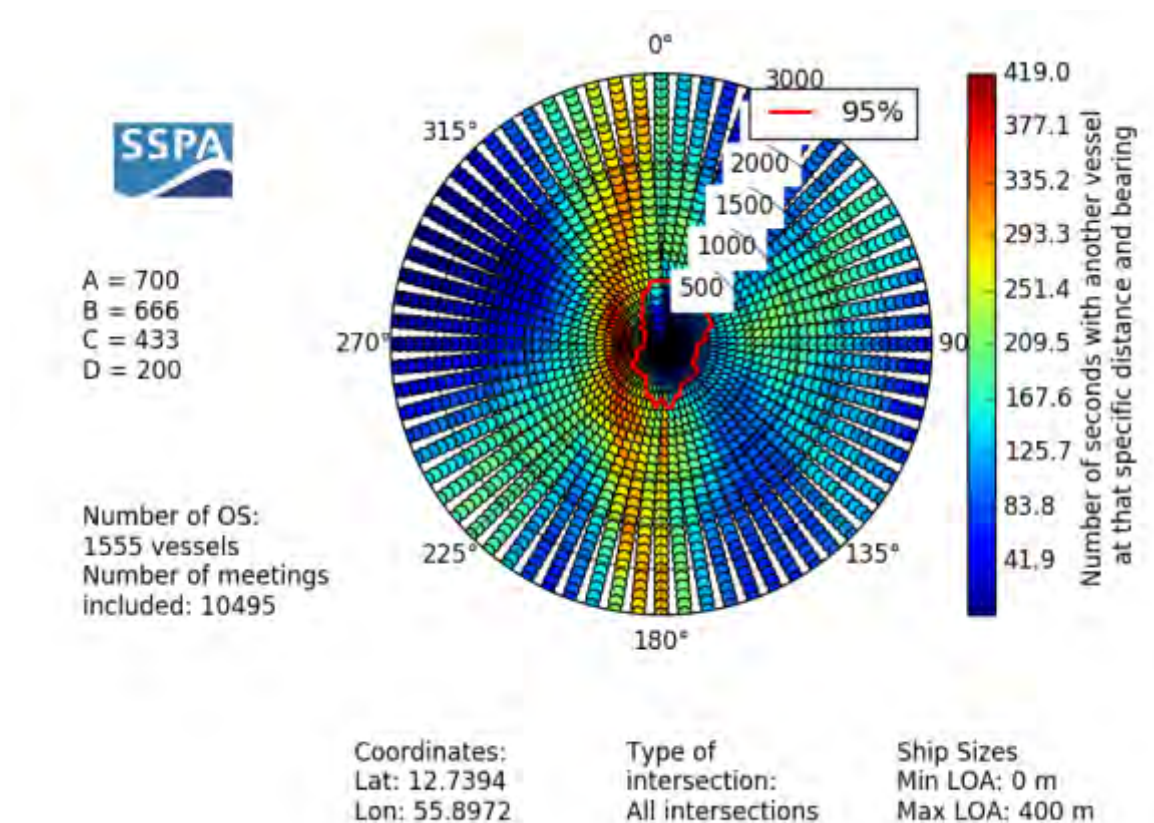 0°
3000
419.0
95%
377.1
SSPA
315°
2000
335.2
1500
293.3
1000
251.4
A = 700
500
B = 666
209.5
C = 433
270°
90
D = 200
167.6
125.7
83.8
Number of OS:
1555 vessels
225°
135°
41.9
Number of meetings
included: 10495
180°
Number of seconds with another vessel
at that specific distance and bearing
Coordinates:
Lat: 12.7394
Lon: 55.8972
Type of
intersection:
All intersections
Ship Sizes
Min LOA: 0 m
Max LOA: 400 m